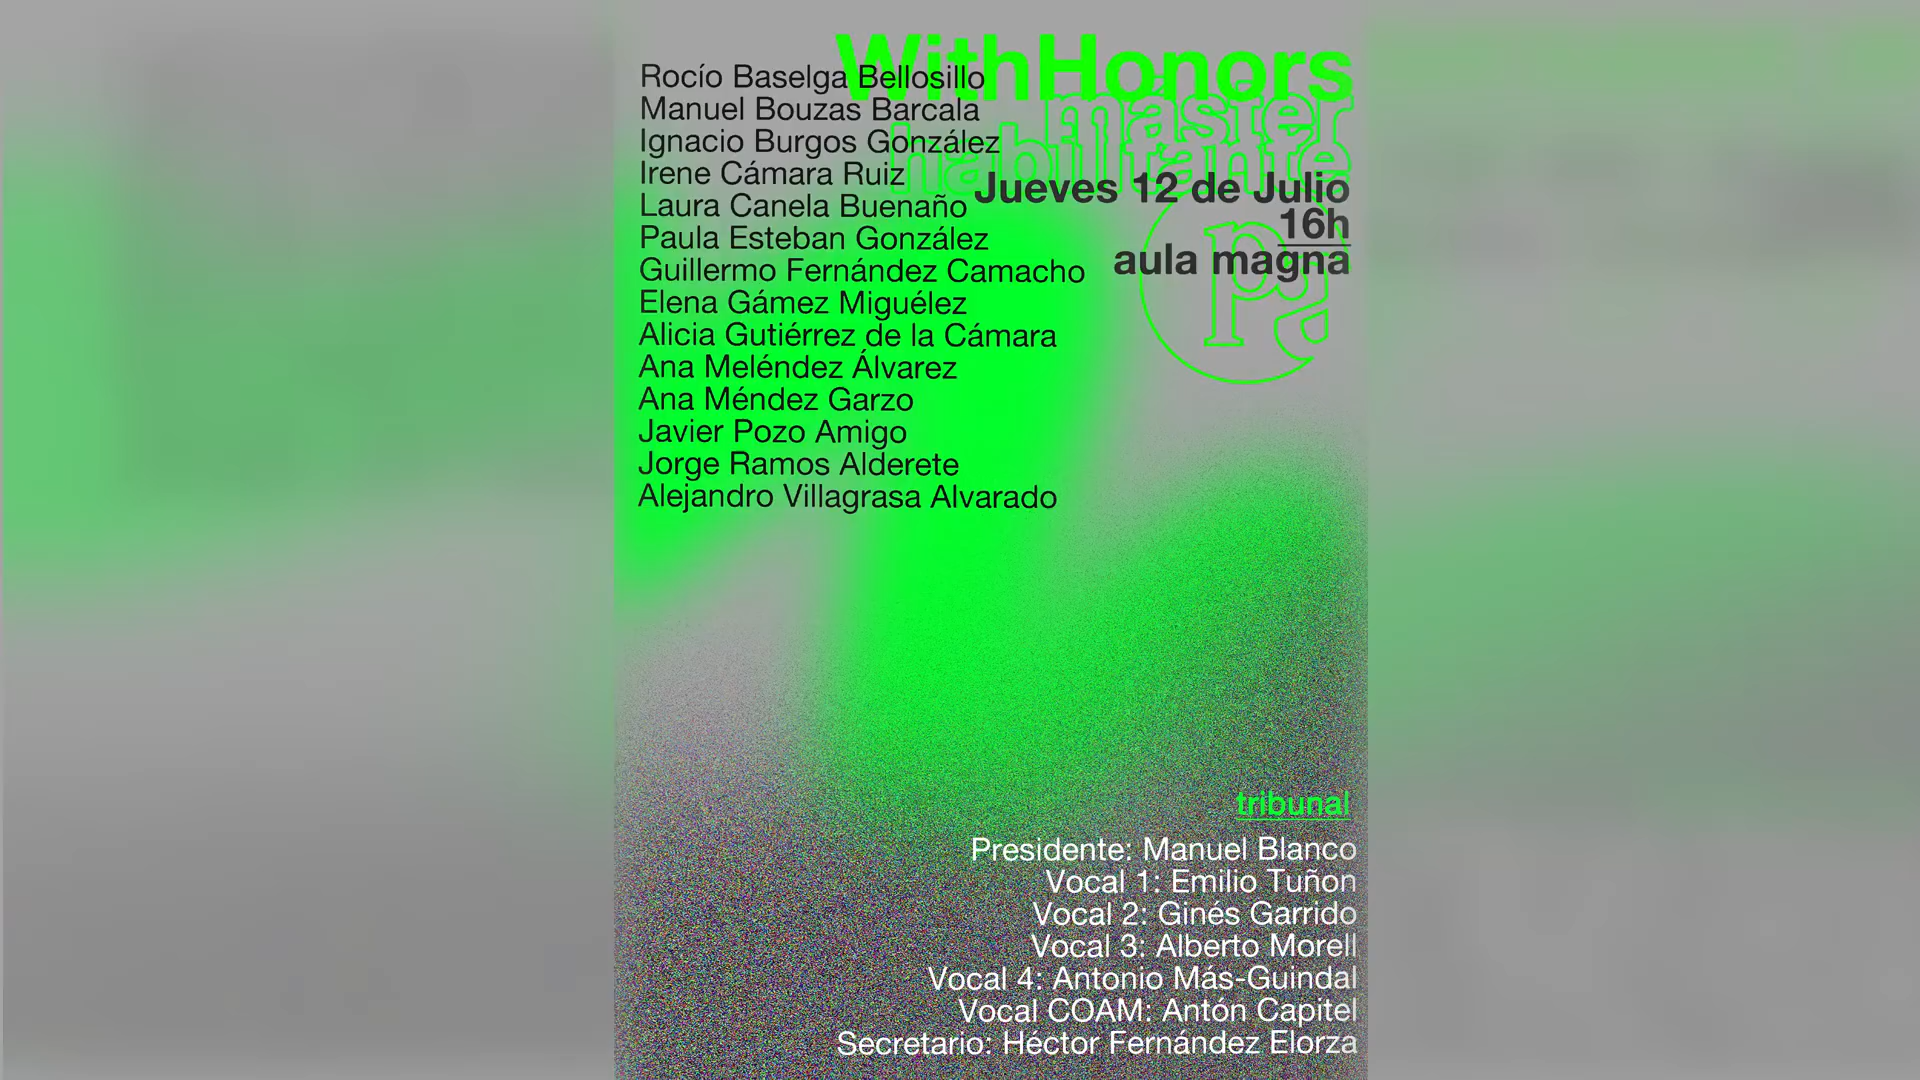 WithHonors
máster
habilitante
Jueves 12 de Julio
16h
aula magna
pa
Rocío Baselga Bellosillo
Manuel Bouzas Barcala
Ignacio Burgos González
Irene Cámara Ruiz
Laura Canela Buenaño
Paula Esteban González
Guillermo Fernández Camacho
Elena Gámez Miguélez
Alicia Gutiérrez de la Cámara
Ana Meléndez Álvarez
Ana Méndez Garzo
Javier Pozo Amigo
Jorge Ramos Alderete
Alejandro Villagrasa Alvarado
tribunal
Presidente: Manuel Blanco
Vocal 1: Emilio Tuñon
Vocal 2: Ginés Garrido
Vocal 3: Alberto Morell
Vocal 4: Antonio Más-Guindal
Vocal COAM: Antón Capitel
Secretario: Héctor Fernández Elorza